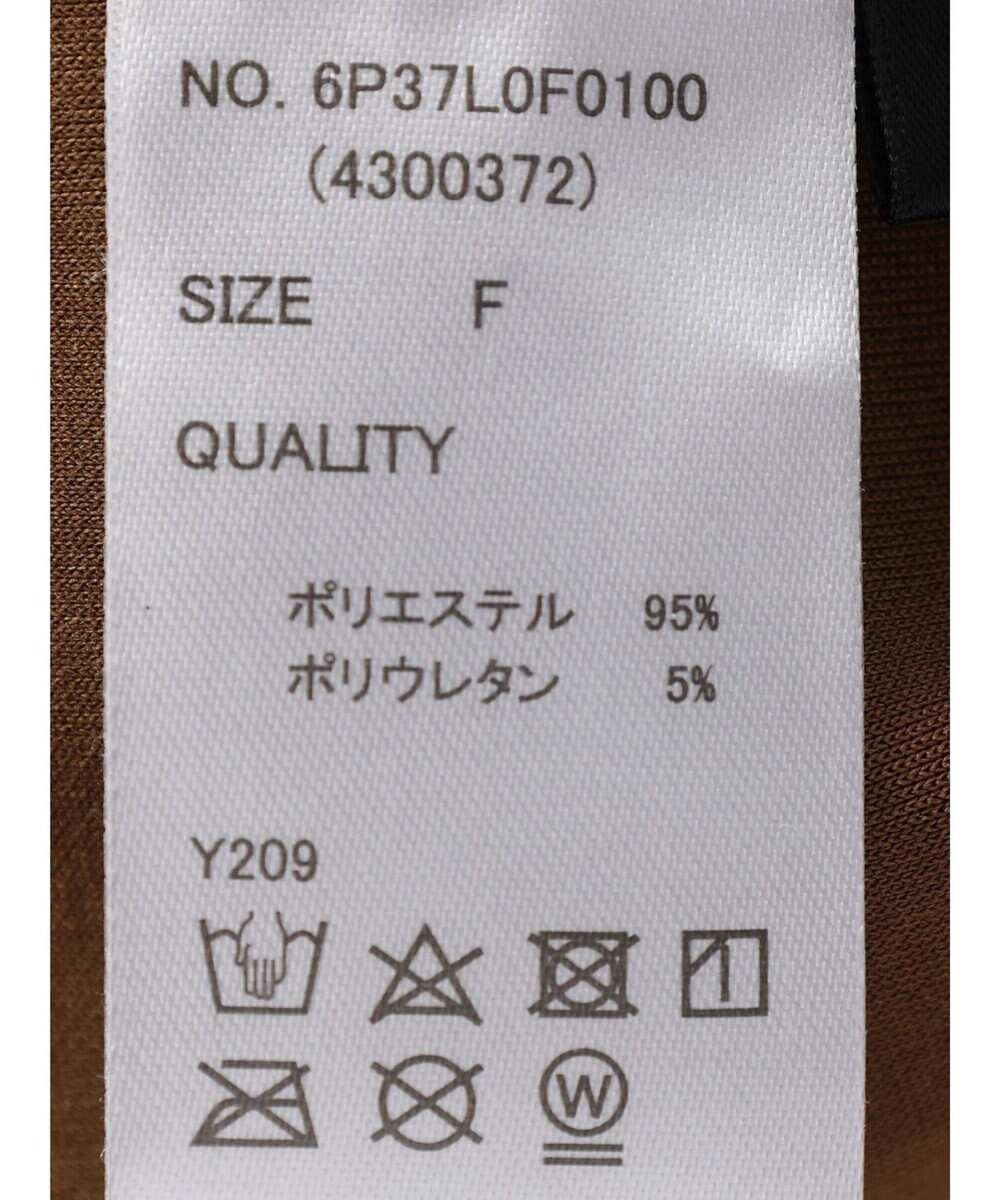 NO. 6P37L0F0100
(4300372)
SIZE F
QUALITY
ポリエステル 95%
ポリウレタン 5%
Y209
W